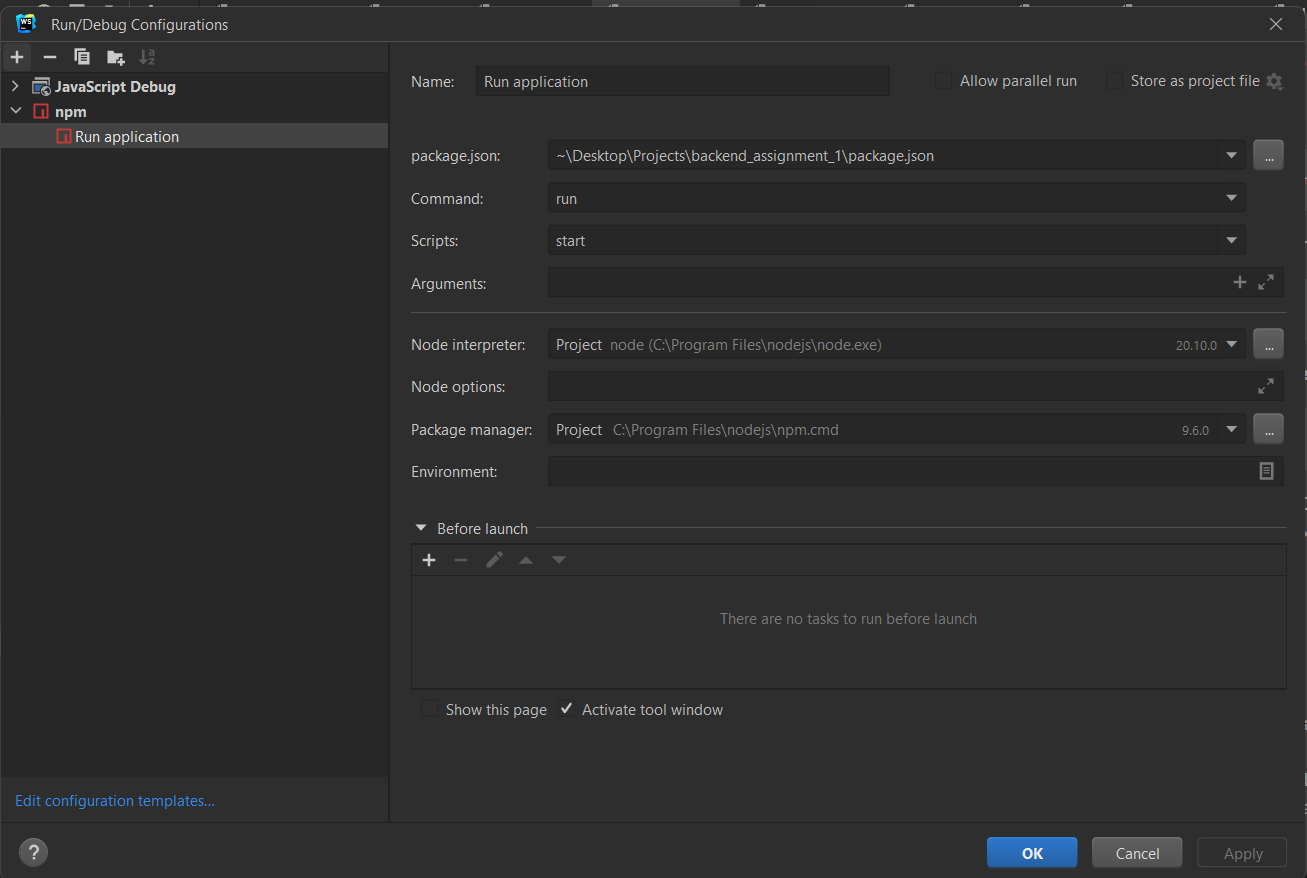 WS
Run/Debug Configurations
JavaScript Debug
npm
Run application
Edit configuration templates...
?
Name:
Run application
Allow parallel run
Store as project file
package.json:
~\Desktop\Projects\backend_assignment_1\package.json
...
Command:
run
Scripts:
start
Arguments:
Node interpreter:
Project node (C:\Program Files\nodejs\node.exe)
20.10.0
...
Node options:
Package manager:
Project C:\Program Files\nodejs\npm.cmd
9.6.0
...
Environment:
Before launch
There are no tasks to run before launch
Show this page
Activate tool window
OK
Cancel
Apply